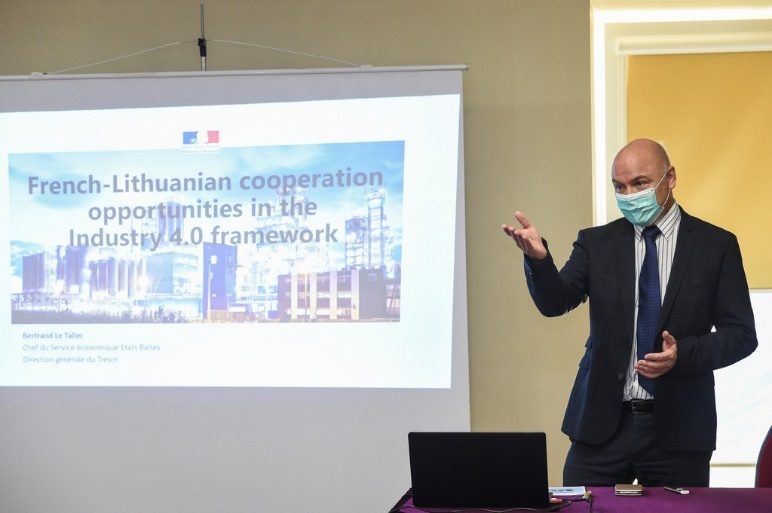 French-Lithuanian cooperation
opportunities in the
Industry 4.0 framework
Bertrand Le Tallec
Chef du Service économique Etats Baltes
Direction générale du Trésor